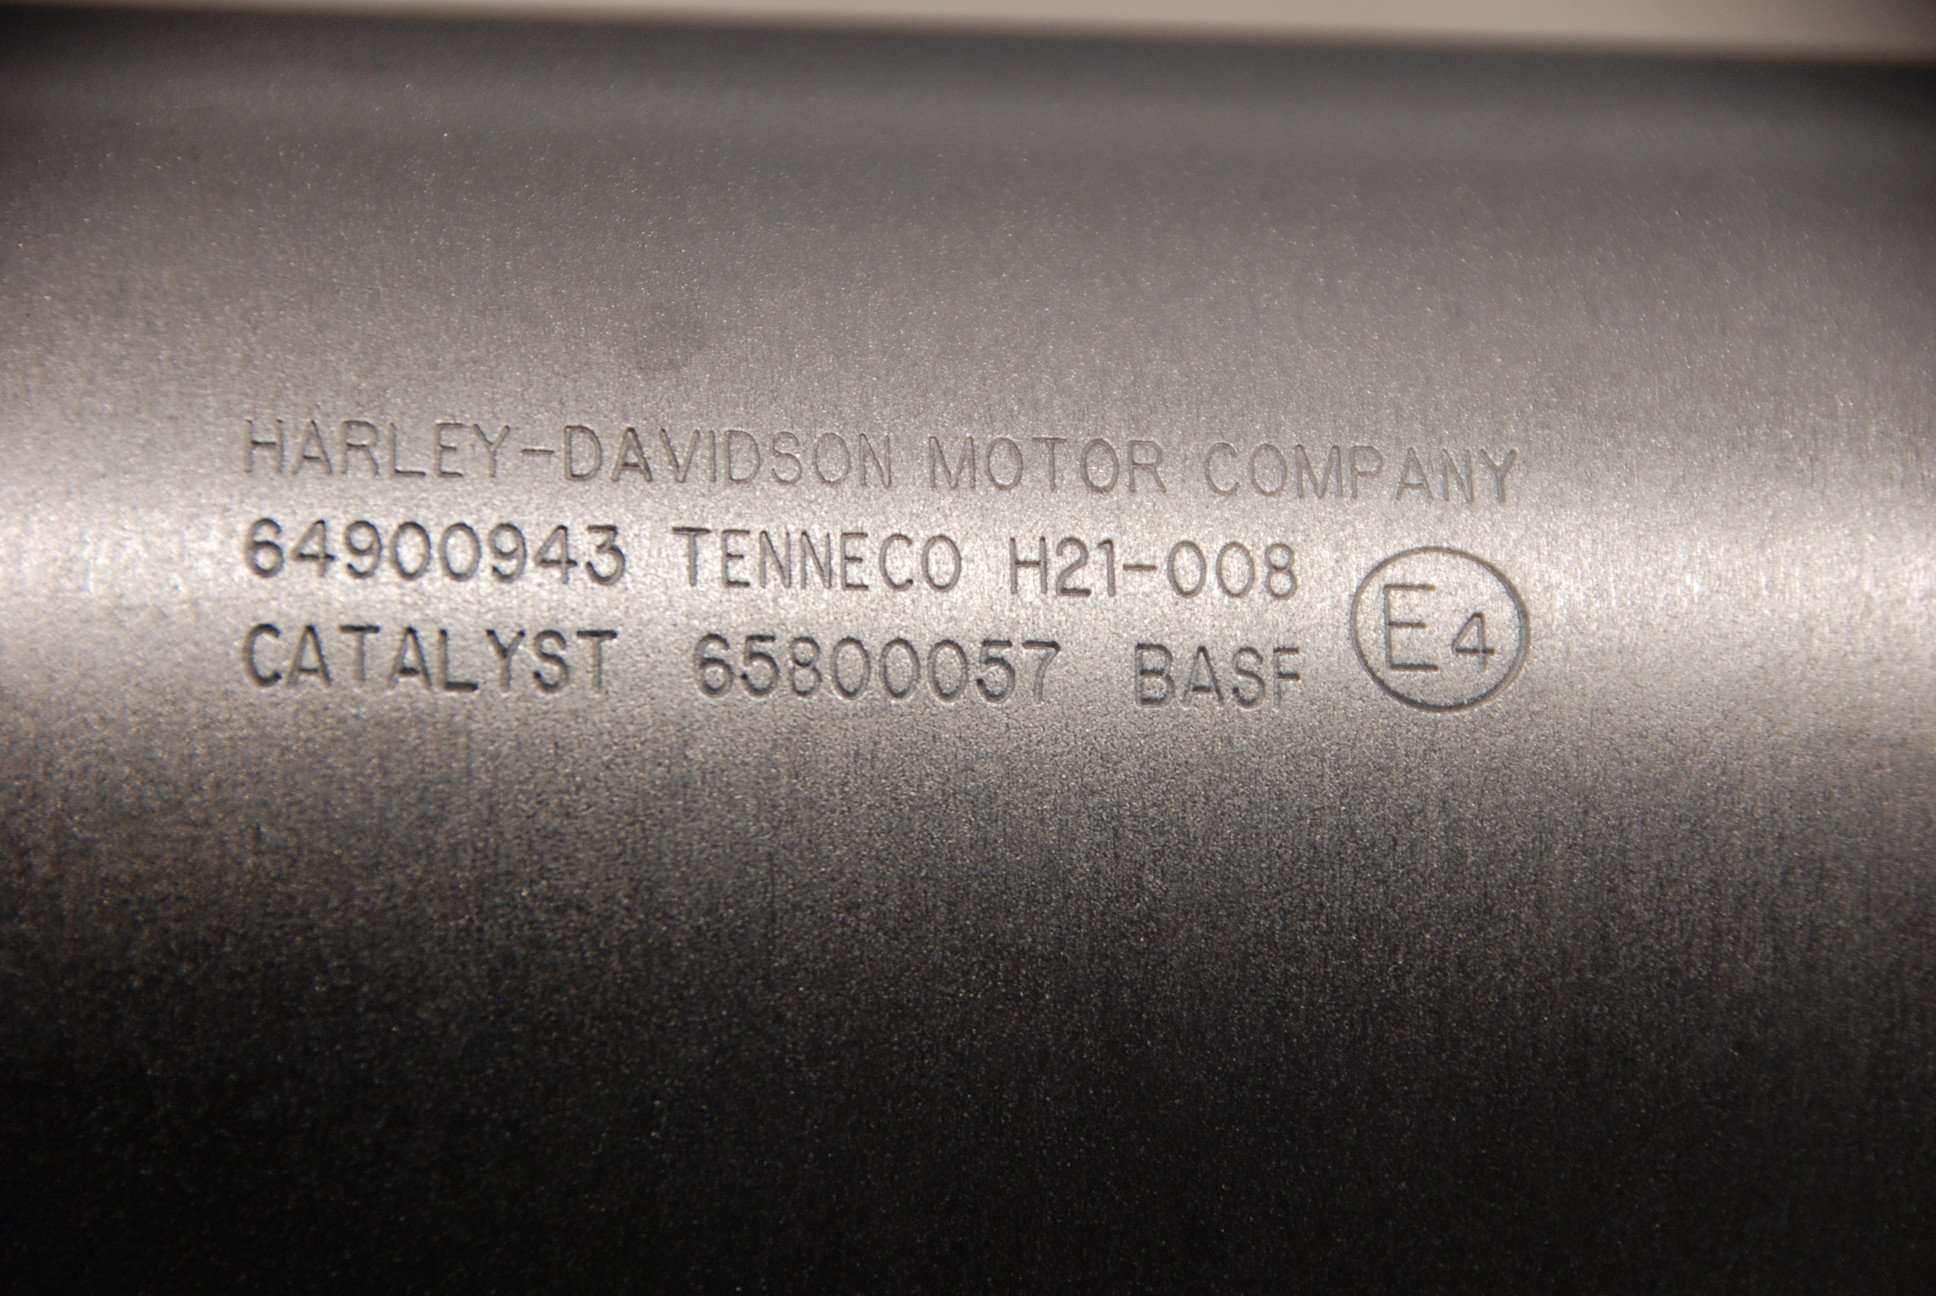 HARLEY-DAVIDSON MOTOR COMPANY
64900943 TENNECO H21-008
CATALYST 65800057 BASF
E4